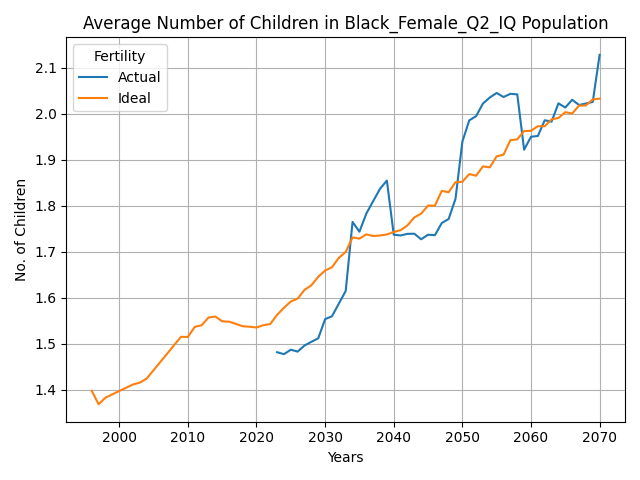 Average Number of Children in Black_Female_Q2_IQ Population
Fertility
Actual
Ideal
No. of Children
2.1
2.0
1.9
1.8
1.7
1.6
1.5
1.4
2000 2010 2020 2030 2040 2050 2060 2070
Years